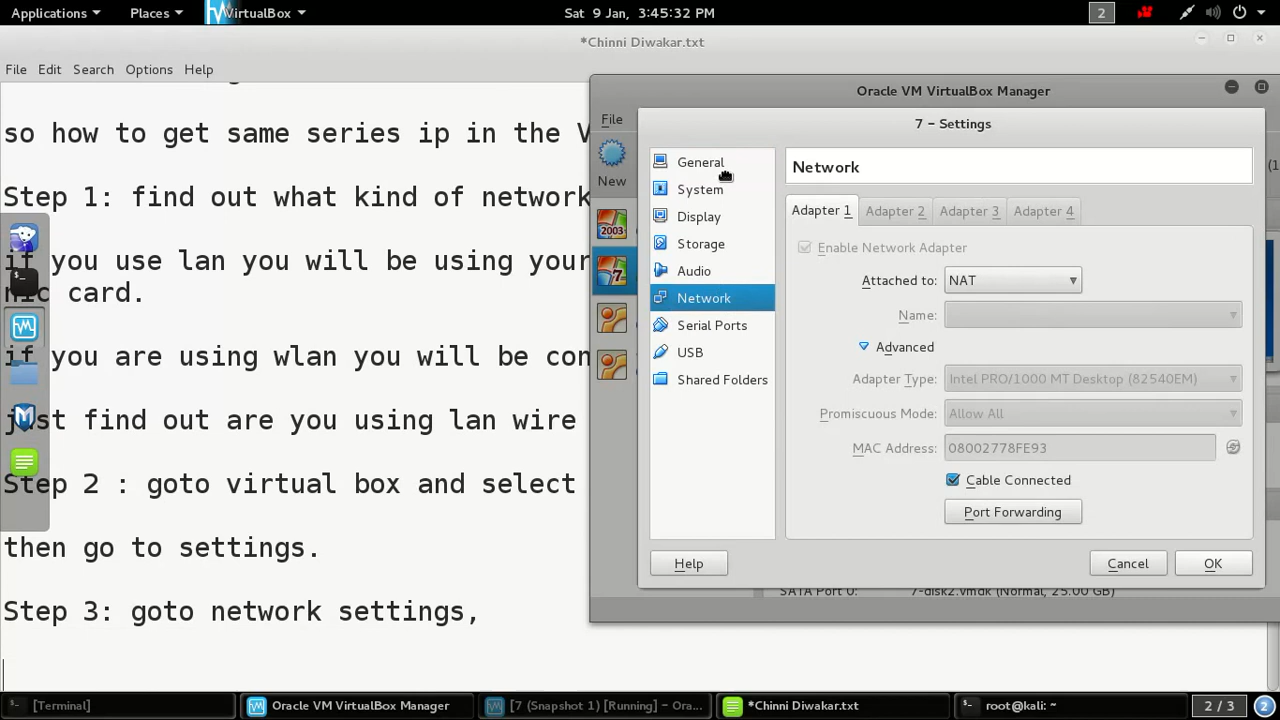 Applications
Places
VirtualBox
Sat 9 Jan, 3:45:32 PM
2
*Chinni Diwakar.txt
File Edit Search Options Help
so how to get same series ip in the V
Step 1: find out what kind of network
if you use lan you will be using your
nic card.
if you are using wlan you will be con
just find out are you using lan wire
Step 2 : goto virtual box and select
then go to settings.
Step 3: goto network settings,
Oracle VM VirtualBox Manager
File
New
2003
7
7 – Settings
General
System
Display
Storage
Audio
Network
Serial Ports
USB
Shared Folders
Network
Adapter 1 Adapter 2 Adapter 3 Adapter 4
Enable Network Adapter
Attached to: NAT
Name:
Advanced
Adapter Type: Intel PRO/1000 MT Desktop (82540EM)
Promiscuous Mode: Allow All
MAC Address: 08002778FE93
Cable Connected
Port Forwarding
Help
Cancel
OK
SATA Port 0: 7-disk2.vmdk (Normal, 25.00 GB)
[Terminal]
Oracle VM VirtualBox Manager
[7 (Snapshot 1) [Running] – Ora...
*Chinni Diwakar.txt
root@kali: ~
2 / 3
2